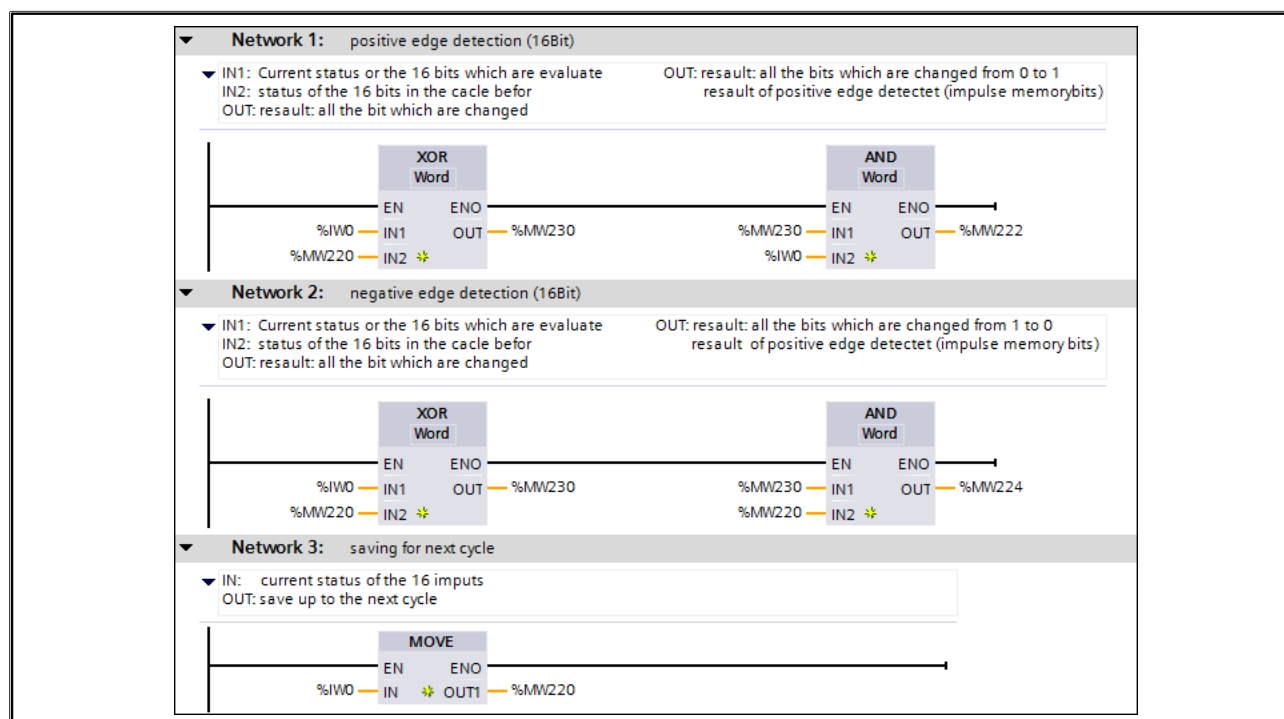 Network 1: positive edge detection (16Bit)
IN1: Current status or the 16 bits which are evaluate OUT: resault: all the bits which are changed from 0 to 1
IN2: status of the 16 bits in the cacle befor resault of positive edge detectet (impulse memorybits)
OUT: resault: all the bit which are changed
XOR AND
Word Word
EN ENO EN ENO
%IW0 IN1 OUT %MW230 %MW230 IN1 OUT %MW222
%MW220 IN2 %IW0 IN2
Network 2: negative edge detection (16Bit)
IN1: Current status or the 16 bits which are evaluate OUT: resault: all the bits which are changed from 1 to 0
IN2: status of the 16 bits in the cacle befor resault of positive edge detectet (impulse memory bits)
OUT: resault: all the bit which are changed
XOR AND
Word Word
EN ENO EN ENO
%IW0 IN1 OUT %MW230 %MW230 IN1 OUT %MW224
%MW220 IN2 %MW220 IN2
Network 3: saving for next cycle
IN: current status of the 16 imputs
OUT: save up to the next cycle
MOVE
EN ENO
%IW0 IN OUT1 %MW220